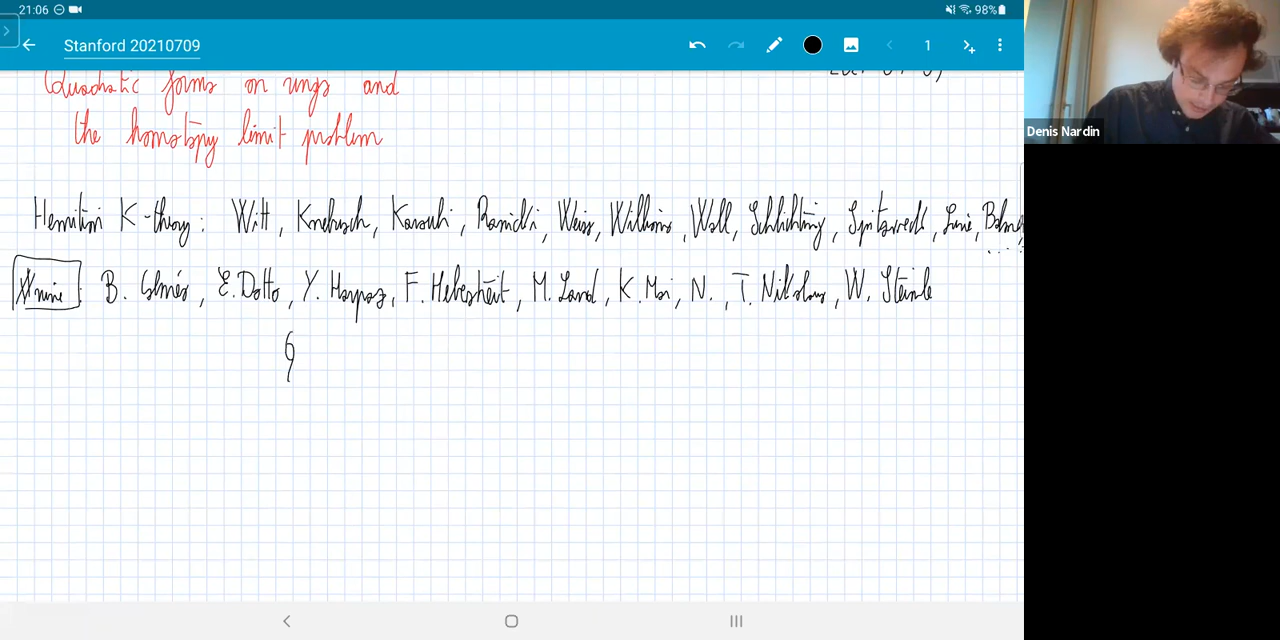 21:06
98%
Stanford 20210709
1
Quadratic forms on rings and
the homotopy limit problem
Hermitian K-theory: Witt, Knebusch, Karoubi, Ranicki, Weiss, Williams, Wall, Schlichting, Spitzweck,
X nine: B. Calmès, E. Dotto, Y. Harpaz, F. Hebestreit, M. Land, K. Moi, N., T. Nikolaus, W. Steimle
Denis Nardin